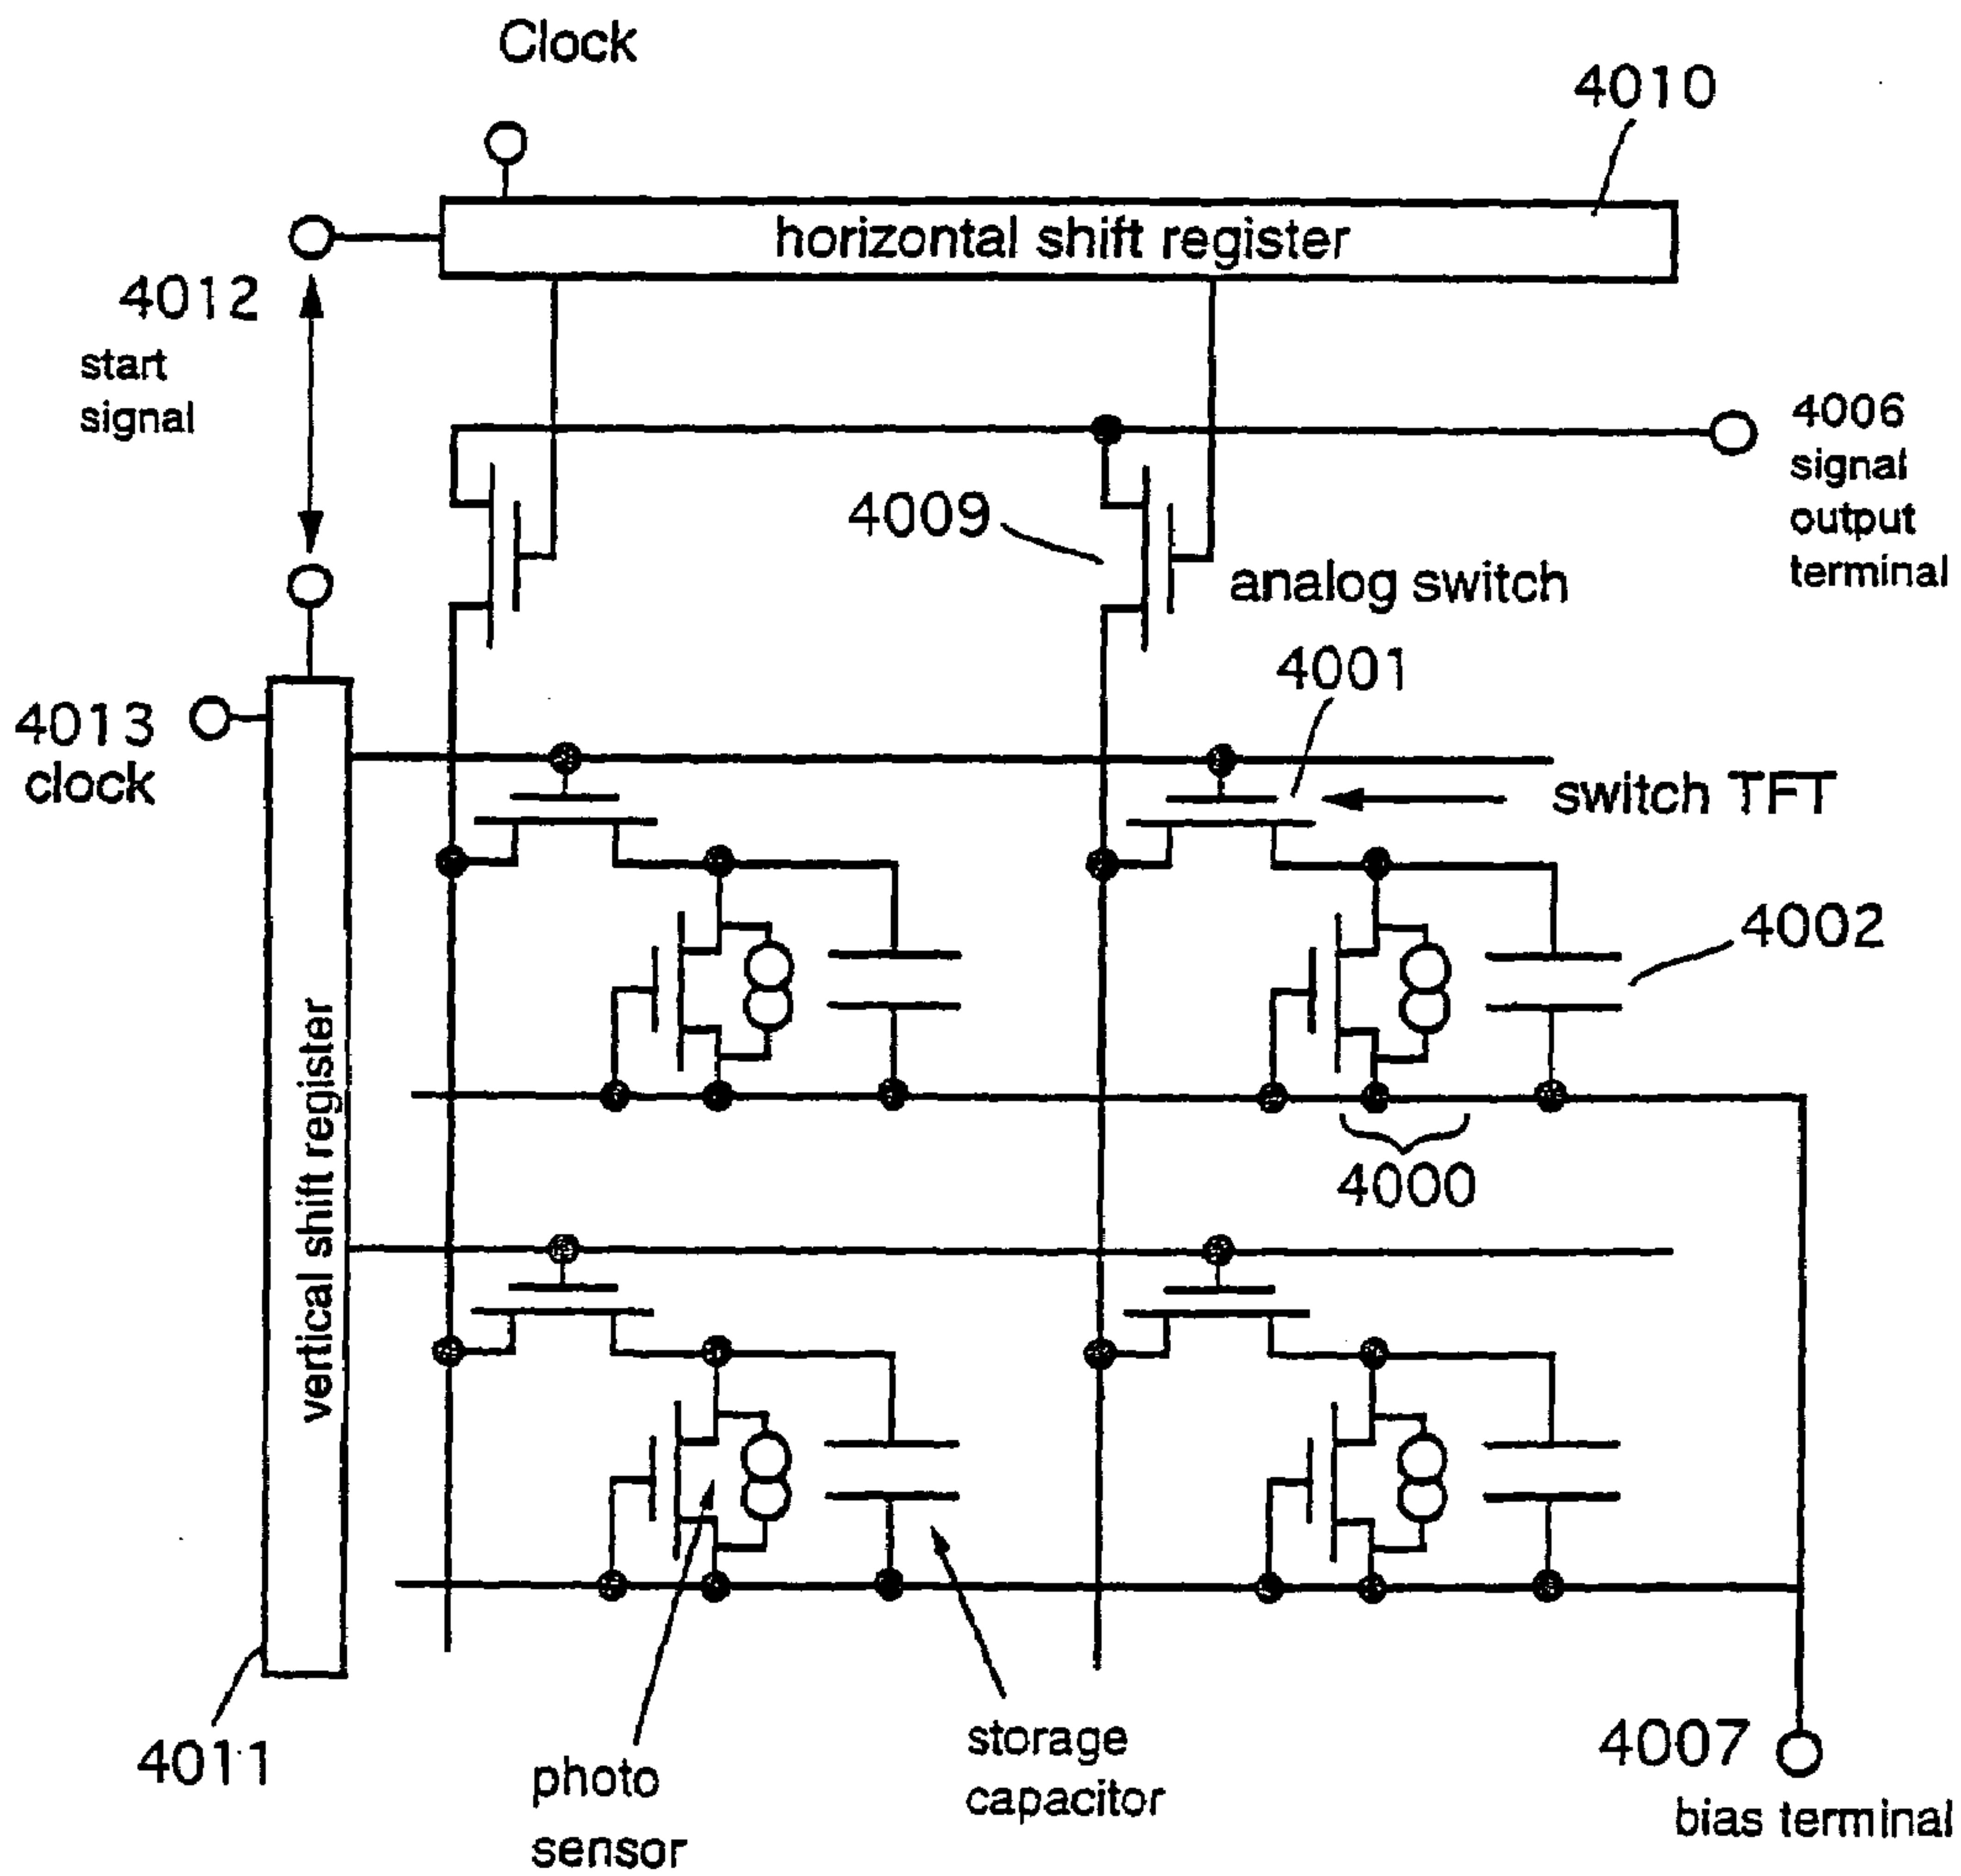 Clock
4010
horizontal shift register
4012
start
signal
4006
signal
output
terminal
4009
analog switch
4001
4013
clock
switch TFT
4002
vertical shift register
4000
4011
photo
sensor
storage
capacitor
4007
bias terminal